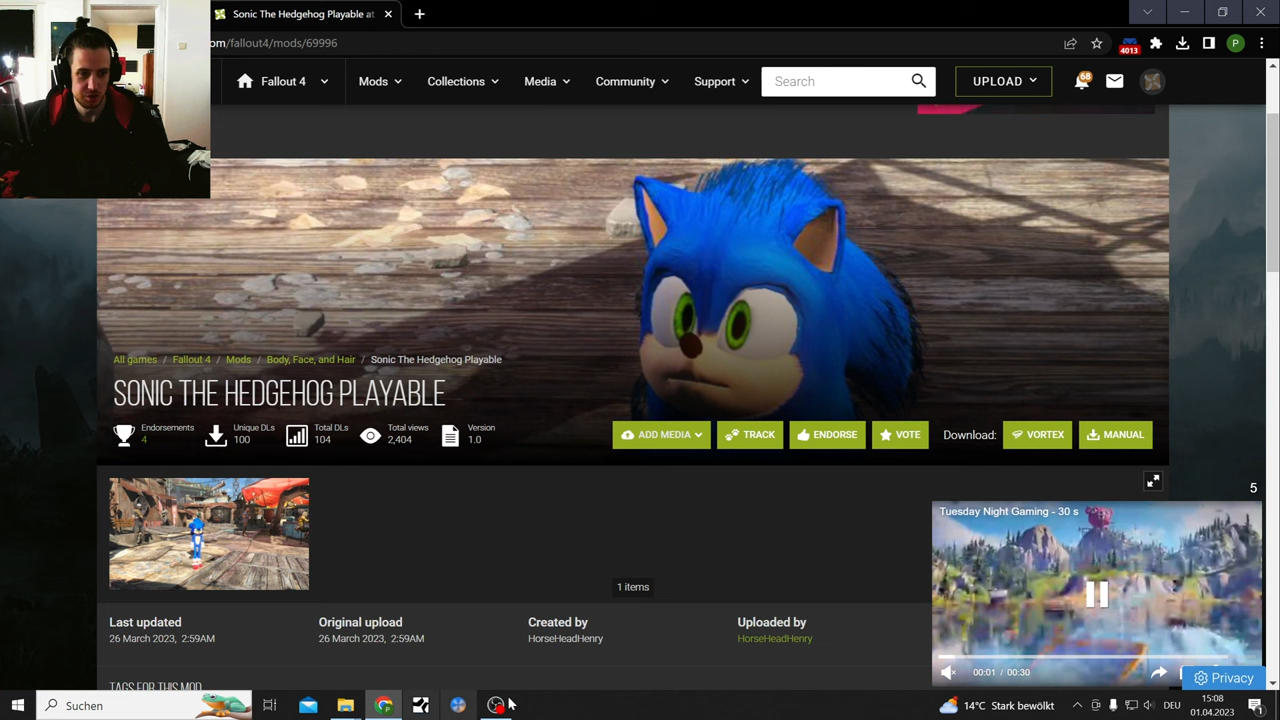 Sonic The Hedgehog Playable at
om/fallout4/mods/69996
4013
P
Fallout 4
Mods
Collections
Media
Community
Support
Search
UPLOAD
68
All games / Fallout 4 / Mods / Body, Face, and Hair / Sonic The Hedgehog Playable
SONIC THE HEDGEHOG PLAYABLE
Endorsements
4
Unique DLs
100
Total DLs
104
Total views
2,404
Version
1.0
ADD MEDIA
TRACK
ENDORSE
VOTE
Download:
VORTEX
MANUAL
5
Tuesday Night Gaming - 30 s
1 items
Last updated
26 March 2023, 2:59AM
Original upload
26 March 2023, 2:59AM
Created by
HorseHeadHenry
Uploaded by
HorseHeadHenry
00:01 / 00:30
Privacy
TAGS FOR THIS MOD
Suchen
14°C Stark bewölkt
DEU
15:08
01.04.2023
1